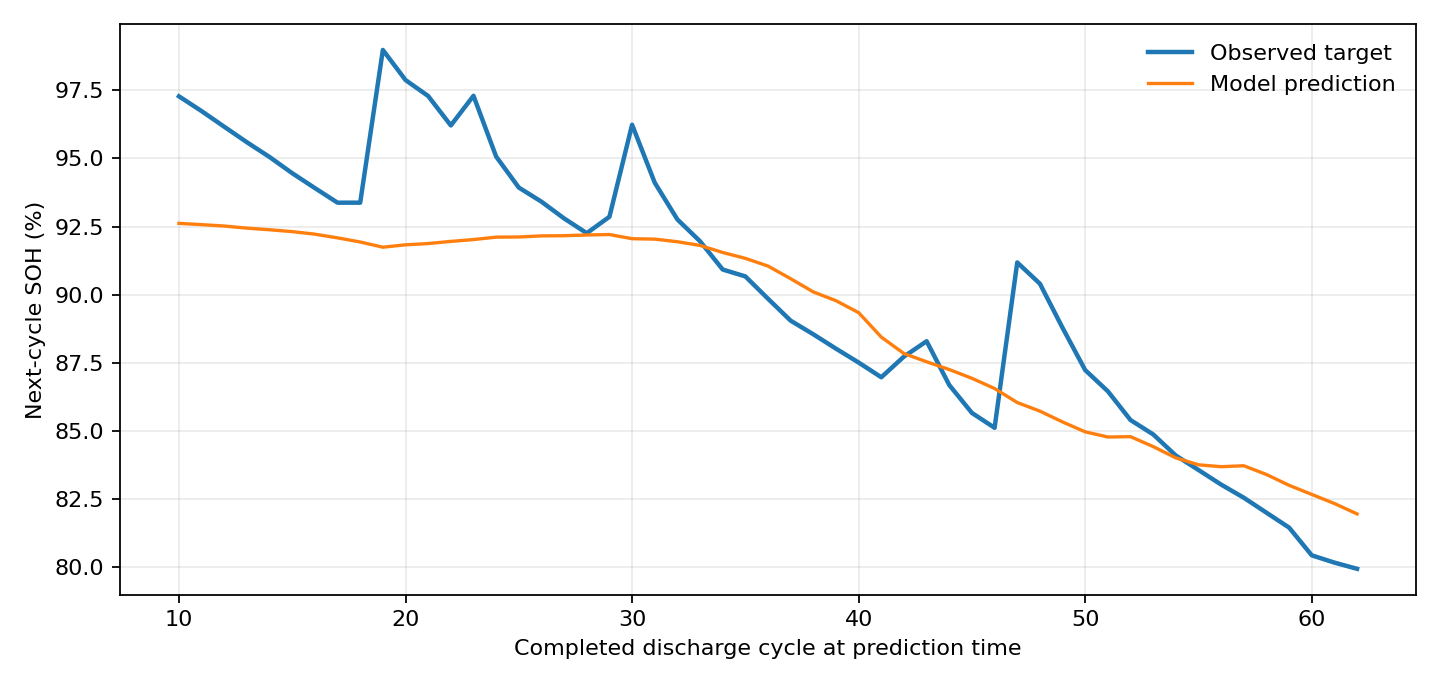 Observed target
Model prediction
Next-cycle SOH (%)
97.5
95.0
92.5
90.0
87.5
85.0
82.5
80.0
10 20 30 40 50 60
Completed discharge cycle at prediction time